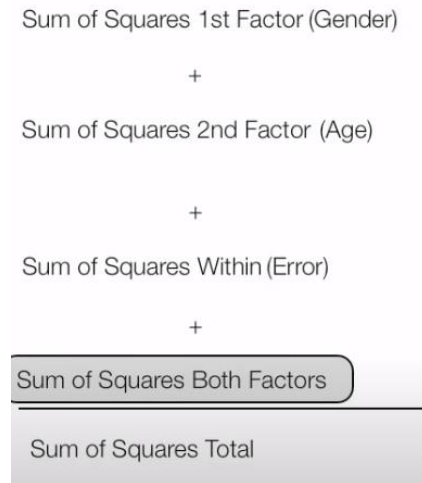 Sum of Squares 1st Factor (Gender)
+
Sum of Squares 2nd Factor (Age)
+
Sum of Squares Within (Error)
+
Sum of Squares Both Factors
Sum of Squares Total